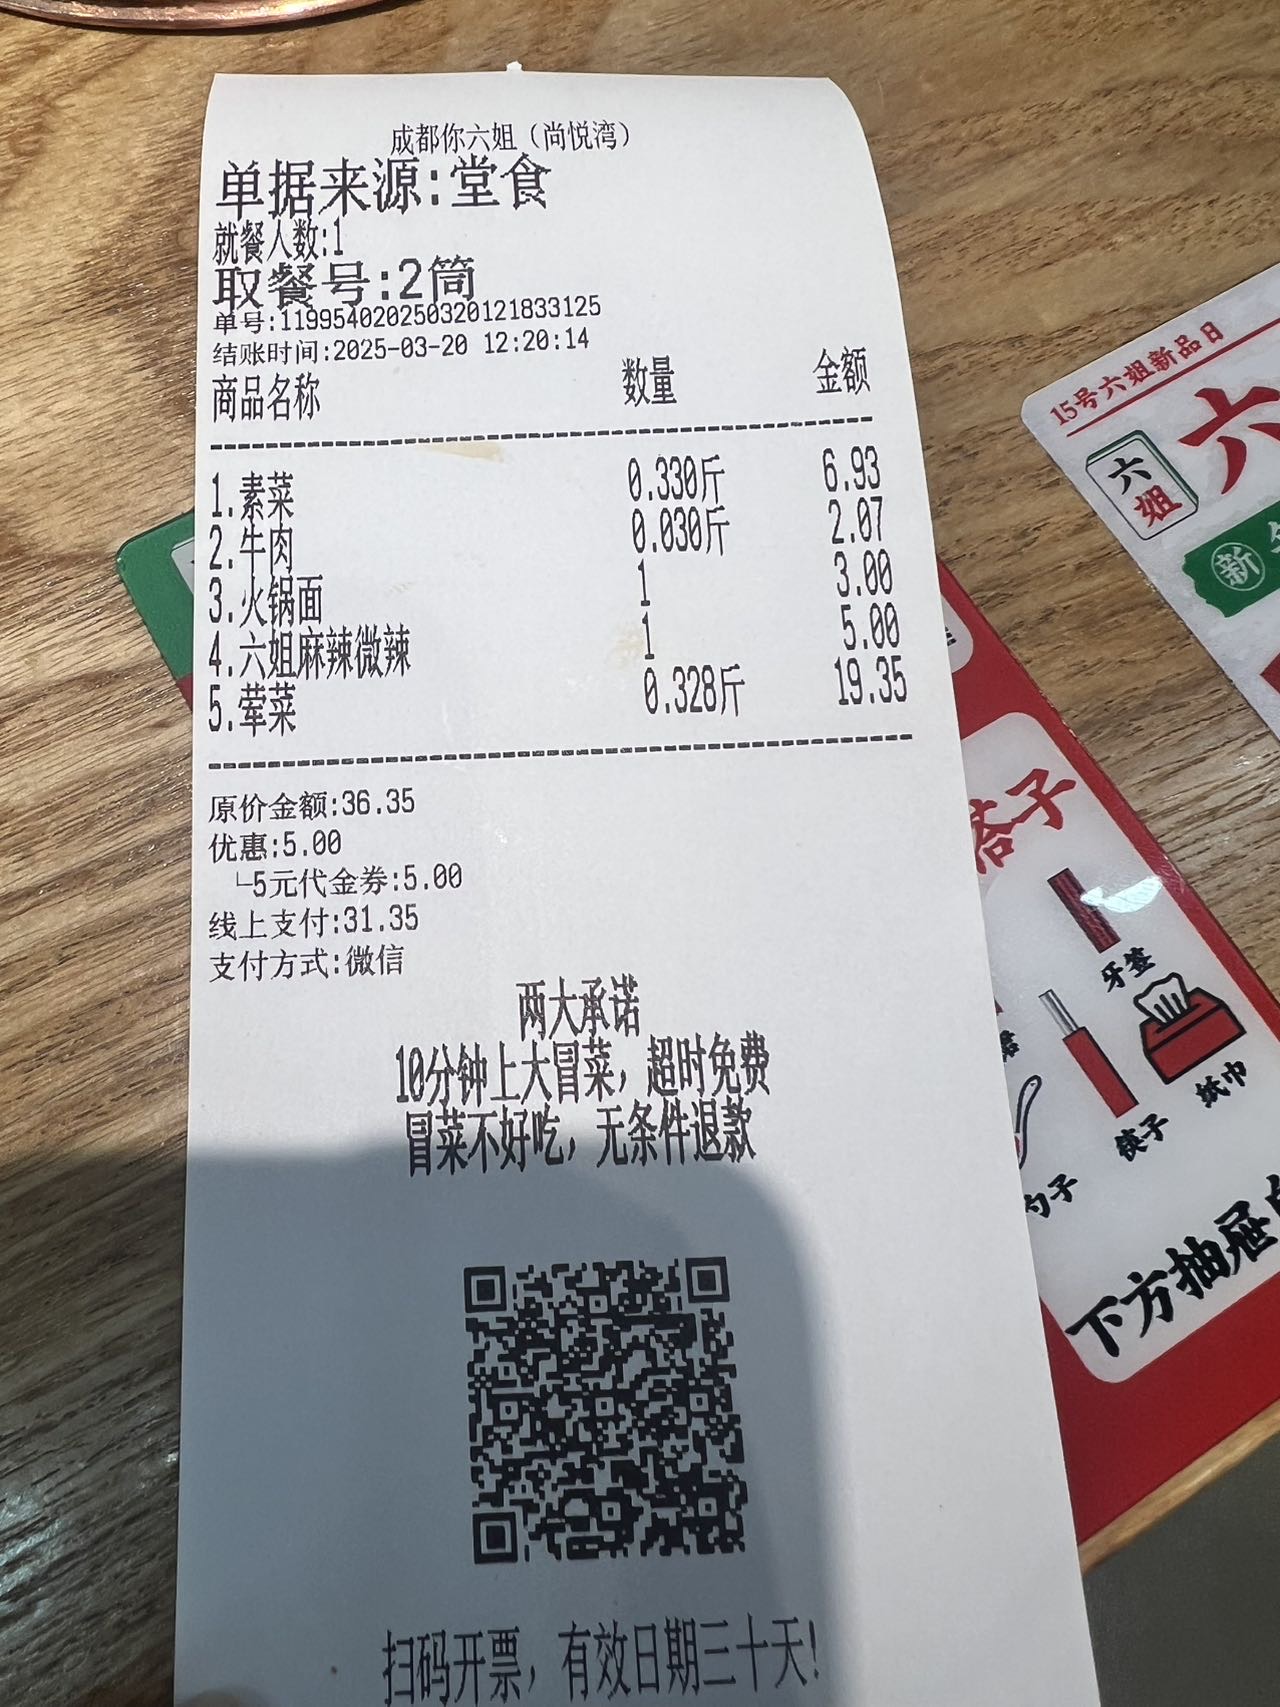 成都你六姐（尚悦湾）
单据来源:堂食
就餐人数:1
取餐号:2筒
单号:119954020250320121833125
结账时间:2025-03-20 12:20:14
商品名称 数量 金额
1.素菜 0.330斤 6.93
2.牛肉 0.030斤 2.07
3.火锅面 1 3.00
4.六姐麻辣微辣 1 5.00
5.荤菜 0.328斤 19.35
原价金额:36.35
优惠:5.00
└5元代金券:5.00
线上支付:31.35
支付方式:微信
两大承诺
10分钟上大冒菜，超时免费
冒菜不好吃，无条件退款
扫码开票，有效日期三十天!
15号六姐新品日
六姐
六
新
搭子
牙签
纸巾
筷子
勺子
下方抽屉